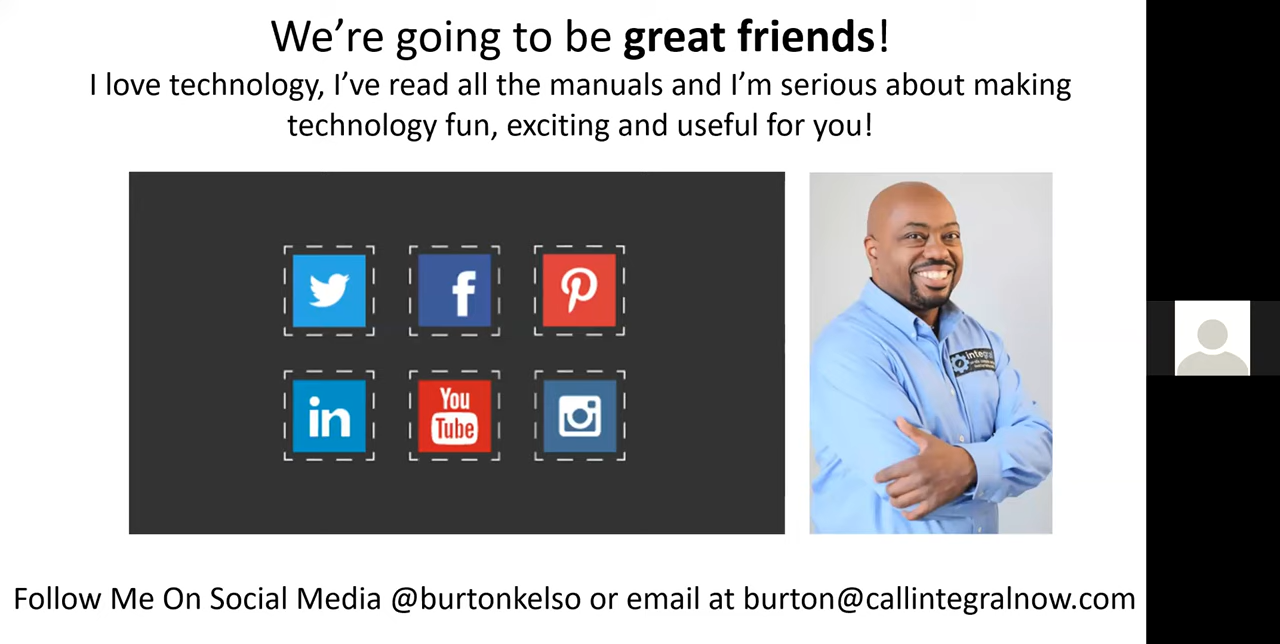 We're going to be great friends!
I love technology, I've read all the manuals and I'm serious about making
technology fun, exciting and useful for you!
in
You
Tube
integral
Follow Me On Social Media @burtonkelso or email at burton@callintegralnow.com